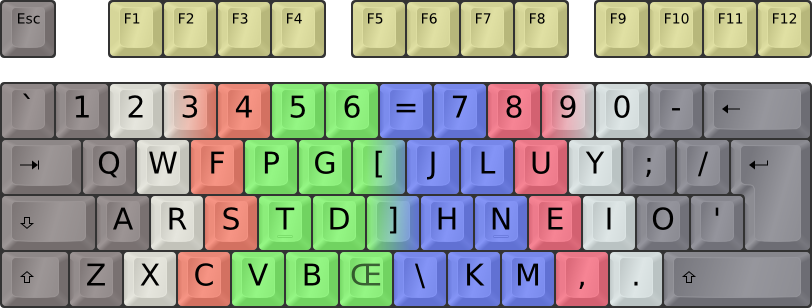 Esc F1 F2 F3 F4 F5 F6 F7 F8 F9 F10 F11 F12
` 1 2 3 4 5 6 = 7 8 9 0 - ←
⇥ Q W F P G [ J L U Y ; / ↵
⇩ A R S T D ] H N E I O '
⇧ Z X C V B Œ \ K M , . ⇧